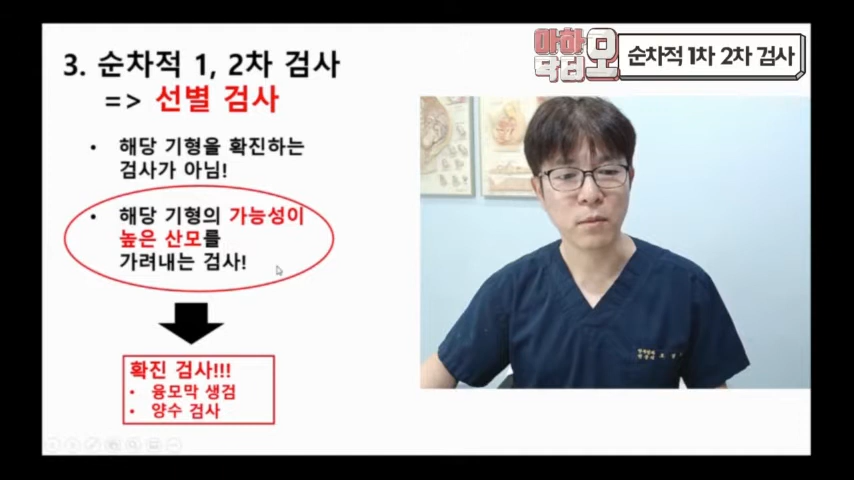 3. 순차적 1, 2차 검사
=> 선별 검사
• 해당 기형을 확진하는
검사가 아님!
• 해당 기형의 가능성이
높은 산모를
가려내는 검사!
확진 검사!!!
• 융모막 생검
• 양수 검사
아하
닥터
모
순차적 1차 2차 검사